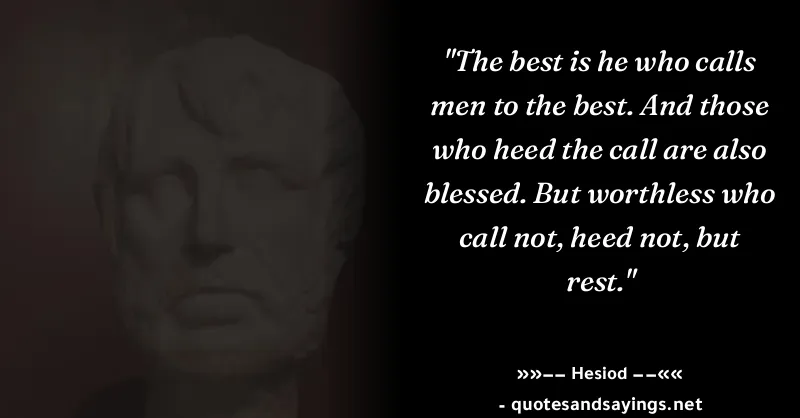 "The best is he who calls
men to the best. And those
who heed the call are also
blessed. But worthless who
call not, heed not, but
rest."
»»―― Hesiod ――««
- quotesandsayings.net